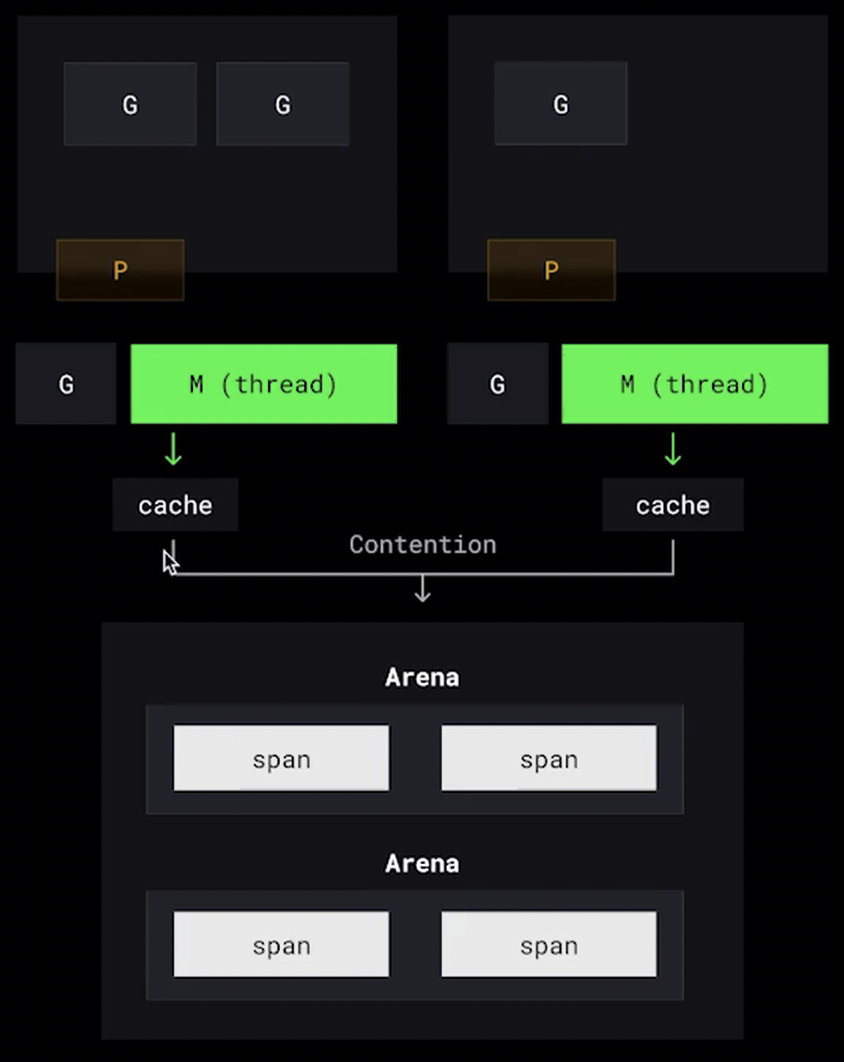 G G G
P P
G M (thread) G M (thread)
cache cache
Contention
Arena
span span
Arena
span span